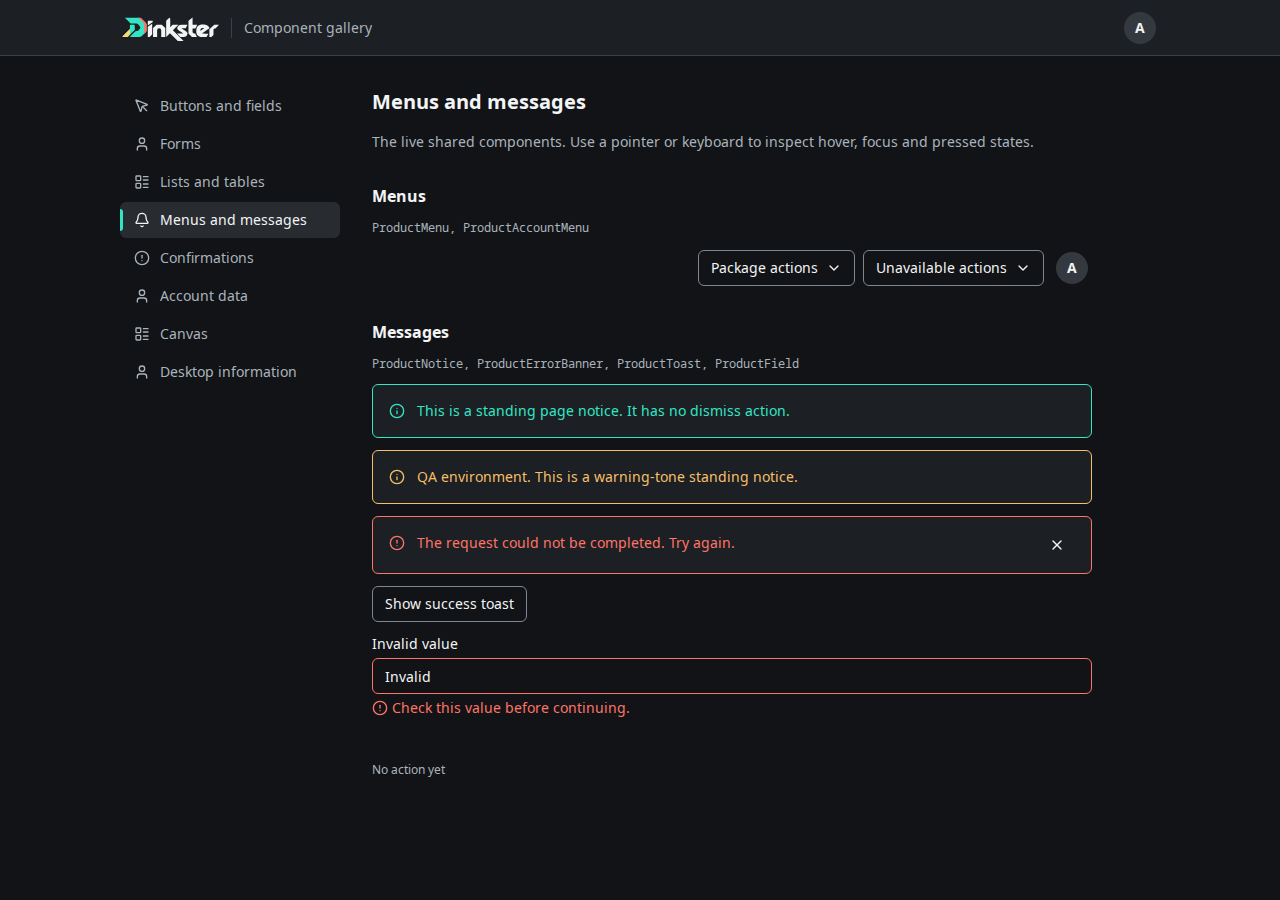 Dinkster
Component gallery
A
Buttons and fields
Forms
Lists and tables
Menus and messages
Confirmations
Account data
Canvas
Desktop information
Menus and messages
The live shared components. Use a pointer or keyboard to inspect hover, focus and pressed states.
Menus
ProductMenu, ProductAccountMenu
Package actions
Unavailable actions
A
Messages
ProductNotice, ProductErrorBanner, ProductToast, ProductField
This is a standing page notice. It has no dismiss action.
QA environment. This is a warning-tone standing notice.
The request could not be completed. Try again.
Show success toast
Invalid value
Invalid
Check this value before continuing.
No action yet